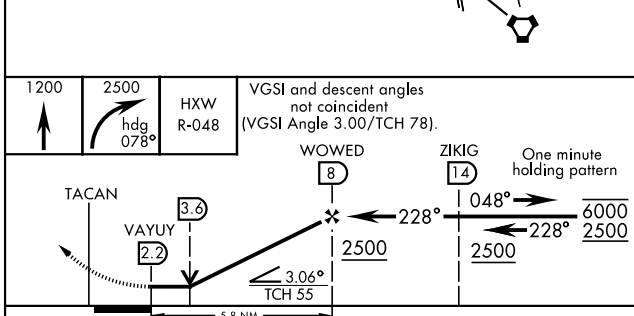 1200
2500
hdg
078°
HXW
R-048
VGSI and descent angles
not coincident
(VGSI Angle 3.00/TCH 78).
WOWED
8
ZIKIG
14
One minute
holding pattern
TACAN
VAYUY
2.2
3.6
228°
048°
228°
6000
2500
2500
2500
3.06°
TCH 55
5.8 NM